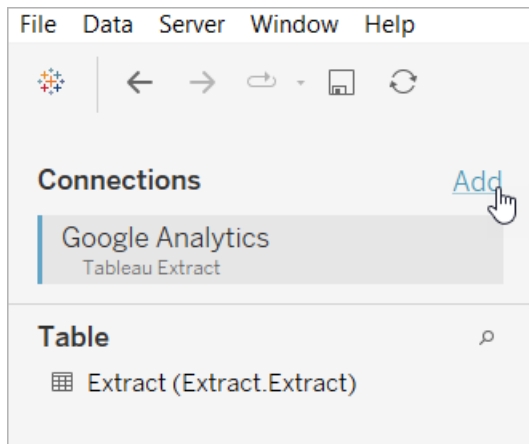 File Data Server Window Help
Connections Add
Google Analytics
Tableau Extract
Table
Extract (Extract.Extract)